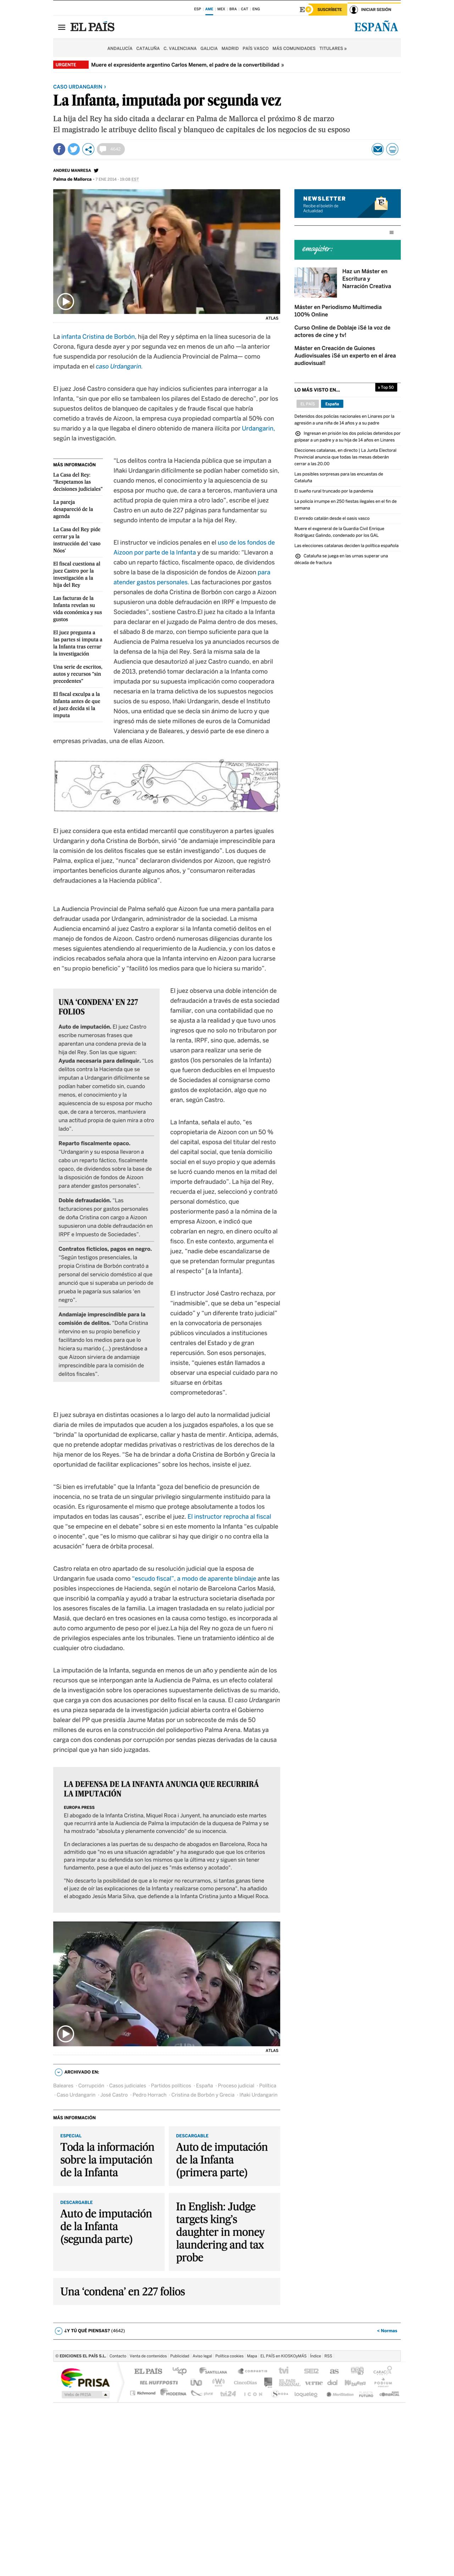 ESP AME MEX BRA CAT ENG
SUSCRÍBETE
INICIAR SESIÓN
EL PAÍS
ESPAÑA
ANDALUCÍA CATALUÑA C. VALENCIANA GALICIA MADRID PAÍS VASCO MÁS COMUNIDADES TITULARES »
URGENTE
Muere el expresidente argentino Carlos Menem, el padre de la convertibilidad »
CASO URDANGARIN ›
La Infanta, imputada por segunda vez
La hija del Rey ha sido citada a declarar en Palma de Mallorca el próximo 8 de marzo
El magistrado le atribuye delito fiscal y blanqueo de capitales de los negocios de su esposo
ANDREU MANRESA
Palma de Mallorca - 7 ENE 2014
ATLAS
La infanta Cristina de Borbón, hija del Rey y séptima en la línea sucesoria de la
Corona, figura desde ayer y por segunda vez en menos de un año —la anterior
fue suspendida por resolución de la Audiencia Provincial de Palma— como
imputada en el caso Urdangarin.
El juez José Castro considera que hay indicios suficientes para interrogar a la
Infanta, “sin que quepan más dilaciones”, por blanqueo de capitales y por los
supuestos delitos de blanqueo de capitales y contra la Hacienda pública en los
que habría incurrido a través de Aizoon, la empresa cuya propiedad compartía al 50% con
su marido y a la que llegaba el dinero obtenido de manera ilícita por Urdangarin,
según la investigación.
MÁS INFORMACIÓN
La Casa del Rey:
“Respetamos las
decisiones judiciales”
La pareja
desapareció de la
agenda
La Casa del Rey pide
cerrar ya la
instrucción del ‘caso
Nóos’
El fiscal cuestiona al
juez Castro por la
investigación a la
hija del Rey
Las facturas de la
Infanta revelan su
vida económica y sus
gustos
El juez pregunta a
las partes si imputa a
la Infanta tras cerrar
la investigación
Una serie de escritos,
autos y recursos “sin
precedentes”
El fiscal exculpa a la
Infanta antes de que
el juez decida si la
imputa
“Los delitos contra la Hacienda pública que se imputan a
Iñaki Urdangarin difícilmente se podían haber cometido sin,
cuando menos, el conocimiento y la aquiescencia de su
esposa por mucho que, de cara a terceros, mantuviera una
actitud propia de quien mira a otro lado”, escribe el
instructor en el auto de 227 páginas en el que se fundamenta su
segundo intento de interrogar a la hija del Rey.
El instructor ve indicios penales en el uso de los fondos de
Aizoon por parte de la Infanta y de su marido: “Llevaron a
cabo un reparto fáctico, fiscalmente opaco, de dividendos
sobre la base de la disposición indiscriminada de fondos de Aizoon para
atender gastos personales. Las facturaciones por gastos
personales de doña Cristina de Borbón con cargo a Aizoon
supusieron una doble defraudación en IRPF e Impuesto de
Sociedades”, sostiene Castro.El juez ha citado a la Infanta
a declarar en el juzgado de Palma dentro de dos meses,
el sábado 8 de marzo, con tiempo suficiente para que la
Audiencia de Palma resuelva los ya anunciados recursos de
la defensa de la hija del Rey. Será la misma sala de la
Audiencia que desautorizó al juez Castro cuando, en abril
de 2013, pretendió tomar declaración a la Infanta como
imputada por su supuesta implicación como cooperadora
necesaria en la trama delictiva de los supuestos negocios
sucios de su esposo, Iñaki Urdangarin, desde el Instituto
Nóos, una entidad que se decía sin ánimo de lucro y que
ingresó más de siete millones de euros de la Comunidad
Valenciana y de Baleares, y desvió parte de ese dinero a
empresas privadas, una de ellas Aizoon.
El juez considera que esta entidad mercantil que constituyeron a partes iguales
Urdangarin y doña Cristina de Borbón, sirvió “de andamiaje imprescindible para
la comisión de los delitos fiscales que se están investigando”. Los duques de
Palma, explica el juez, “nunca” declararon dividendos por Aizoon, que registró
importantes beneficios durante algunos años, “y consumaron reiteradas
defraudaciones a la Hacienda pública”.
La Audiencia Provincial de Palma señaló que Aizoon fue una mera pantalla para
defraudar usada por Urdangarin, administrador de la sociedad. La misma
Audiencia encaminó al juez Castro a explorar si la Infanta cometió delitos en el
manejo de fondos de Aizoon. Castro ordenó numerosas diligencias durante los
meses siguientes atendiendo al requerimiento de la Audiencia, y con los datos e
indicios recabados interpreta que la Infanta intervino en Aizoon para lucrarse
en “su propio beneficio” y “facilitó los medios para que lo hiciera su marido”.
UNA ‘CONDENA’ EN 227
FOLIOS
Auto de imputación. El juez Castro
escribe numerosas frases que
aparentan una condena previa de la
hija del Rey. Son las que siguen:
Ayuda necesaria para delinquir. “Los
delitos contra la Hacienda que se
imputan a Urdangarin difícilmente se
podían haber cometido sin, cuando
menos, el conocimiento y la
aquiescencia de su esposa por mucho
que, de cara a terceros, mantuviera
una actitud propia de quien mira a otro
lado”.
Reparto fiscalmente opaco.
“Urdangarin y su esposa llevaron a
cabo un reparto fáctico, fiscalmente
opaco, de dividendos sobre la base de
la disposición de fondos de Aizoon
para atender gastos personales”.
Doble defraudación. “Las
facturaciones por gastos personales
de doña Cristina con cargo a Aizoon
supusieron una doble defraudación en
IRPF e Impuesto de Sociedades”.
Contratos ficticios, pagos en negro.
“Según testigos presenciales, la
propia Cristina de Borbón contrató a
personal del servicio doméstico al que
anunció que si superaba un periodo de
prueba le pagaría sus salarios ‘en
negro’”.
Andamiaje imprescindible para la
comisión de delitos. “Doña Cristina
intervino en su propio beneficio y
facilitando los medios para que lo
hiciera su marido (...) prestándose a
que Aizoon sirviera de andamiaje
imprescindible para la comisión de
delitos fiscales”.
El juez observa una doble intención de
defraudación a través de esta sociedad
familiar, con una contabilidad que no
se ajusta a la realidad y que tuvo
ingresos que no solo no tributaron por
la renta, IRPF, sino que, además, se
usaron para realizar una serie de
gastos (los personales de la Infanta)
que fueron deducibles en el Impuesto
de Sociedades al consignarse como
gastos de explotación, algo que no
eran, según Castro.
La Infanta, señala el auto, “es
copropietaria de Aizoon con un 50 %
del capital, esposa del titular del resto
del capital social, que tenía domicilio
social en el suyo propio y que está
casada con el que se ha mostrado
importante defraudador”. La hija del Rey,
recuerda el juez, seleccionó y contrató
personal doméstico, que
posteriormente pasó a la nómina de la
empresa Aizoon, e indicó que
cobrarían en negro, en dinero oculto al
fisco. En este contexto, argumenta el
juez, “nada puede extrañar de las
consecuencias que se pretendan imaginar
al respecto” [a la Infanta].
El instructor José Castro rechaza, por
“inadmisible”, que se deba un “especial
cuidado” y “un diferente trato judicial”
en la convocatoria de personajes
públicos vinculados a estratos
sociales y entornos de gran
repercusión. Son esos personajes,
insiste, “quienes están llamados a
observar una especial cuidado para no
situarse en órbitas
comprometedoras”.
El juez subraya en distintas ocasiones a lo largo del auto la normalidad judicial
diaria de miles de imputados que acuden a los juzgados españoles, a los que se
“brinda” la oportunidad de explicarse, callar y hasta de “mentir”. Anticipa, además,
que, potestativamente, podría ordenar entradas y restricciones de bienes de la
hija menor de los Reyes. “Se brinda a doña Cristina de Borbón y Grecia la
oportunidad de facilitar explicaciones” sobre los hechos, insiste.
“Si bien es irrefutable” que la Infanta “goza del beneficio de presunción de
inocencia, no se trata de un singular privilegio singularmente instituido para la
ocasión. Es rigurosamente el mismo que protege absolutamente a todos los
imputados en todas las causas”, escribe el juez. El instructor reprocha al fiscal
que “se empecine en el debate” sobre si en este momento la Infanta “es culpable
o inocente”, que “es lo mismo que calibrar si hay que dirigir o no contra ella la
acusación” fuera de órbita procesal.
Castro relata en otro apartado de su resolución judicial que la esposa de
Urdangarin fue usada como “escudo fiscal”, a modo de aparente blindaje ante las
posibles inspecciones de Hacienda, según el notario de Barcelona Carlos Masiá,
que inscribió la sociedad y ayudó a trabar la estructura societaria diseñada por el
los asesores fiscales de la familia. La imagen trasladada en su relato judicial por
Masiá, que declaró en tres ocasiones en la causa como testigo, es incorporada al
auto como otro elemento de peso por el juez.La hija del Rey no goza de un fuero ni
privilegios especiales ante los tribunales. Tiene un tratamiento idéntico al de
cualquier otro ciudadano.
La imputación de la Infanta, segunda en menos de un año y también pendiente de
los recursos que se interpongan ante la Audiencia de Palma, es un efecto colateral
de la investigación sobre los operaciones supuestamente delictivas de su marido,
que carga ya con dos acusaciones por delito fiscal en la causa. El caso Urdangarin
es una pieza separada de la investigación judicial abierta contra el Gobierno
balear del PP que presidía Jaume Matas por un sobrecoste de más de 50
millones de euros en la construcción del polideportivo Palma Arena. Matas ya
carga con dos condenas por corrupción por sendas piezas derivadas de la causa
principal que ya han sido juzgadas.
LA DEFENSA DE LA INFANTA ANUNCIA QUE RECURRIRÁ
LA IMPUTACIÓN
EUROPA PRESS
El abogado de la Infanta Cristina, Miquel Roca i Junyent, ha anunciado este martes
que recurrirá ante la Audiencia de Palma la imputación de la duquesa de Palma y se
ha mostrado "absoluta y plenamente convencido" de su inocencia.
En declaraciones a las puertas de su despacho de abogados en Barcelona, Roca ha
admitido que "no es una situación agradable" y ha asegurado que que los criterios
para imputar a su defendida son los mismos que la última vez y siguen sin tener
fundamento, pese a que el auto del juez es "más extenso y acotado".
"No descarto la posibilidad de que a lo mejor no recurramos, si tantas ganas tiene
el juez de oír las explicaciones de la Infanta y realizarse como persona", ha añadido
el abogado Jesús María Silva, que defiende a la Infanta Cristina junto a Miquel Roca.
ATLAS
ARCHIVADO EN:
Baleares · Corrupción · Casos judiciales · Partidos políticos · España · Proceso judicial · Política
· Caso Urdangarin · José Castro · Pedro Horrach · Cristina de Borbón y Grecia · Iñaki Urdangarin
MÁS INFORMACIÓN
ESPECIAL
Toda la información
sobre la imputación
de la Infanta
DESCARGABLE
Auto de imputación
de la Infanta
(primera parte)
DESCARGABLE
Auto de imputación
de la Infanta
(segunda parte)
In English: Judge
targets king’s
daughter in money
laundering and tax
probe
Una ‘condena’ en 227 folios
¿Y TÚ QUÉ PIENSAS? (4642)
< Normas
NEWSLETTER
Recibe el boletín de
Actualidad
emagister:
Haz un Máster en
Escritura y
Narración Creativa
Máster en Periodismo Multimedia
100% Online
Curso Online de Doblaje ¡Sé la voz de
actores de cine y tv!
Máster en Creación de Guiones
Audiovisuales ¡Sé un experto en el área
audiovisual!
LO MÁS VISTO EN...
» Top 50
EL PAÍS
España
Detenidos dos policías nacionales en Linares por la
agresión a una niña de 14 años y a su padre
Ingresan en prisión los dos policías detenidos por
golpear a un padre y a su hija de 14 años en Linares
Elecciones catalanas, en directo | La Junta Electoral
Provincial anuncia que todas las mesas deberán
cerrar a las 20.00
Las posibles sorpresas para las encuestas de
Cataluña
El sueño rural truncado por la pandemia
La policía irrumpe en 250 fiestas ilegales en el fin de
semana
El enredo catalán desde el oasis vasco
Muere el exgeneral de la Guardia Civil Enrique
Rodríguez Galindo, condenado por los GAL
Las elecciones catalanas deciden la política española
Cataluña se juega en las urnas superar una
década de fractura
© EDICIONES EL PAÍS S.L. Contacto Venta de contenidos Publicidad Aviso legal Política cookies Mapa EL PAÍS en KIOSKOyMÁS Índice RSS
PRISA
EL PAÍS
SANTILLANA
tvi
SER
as
CARACOL
EL HUFFPOST
Richmond
MODERNA